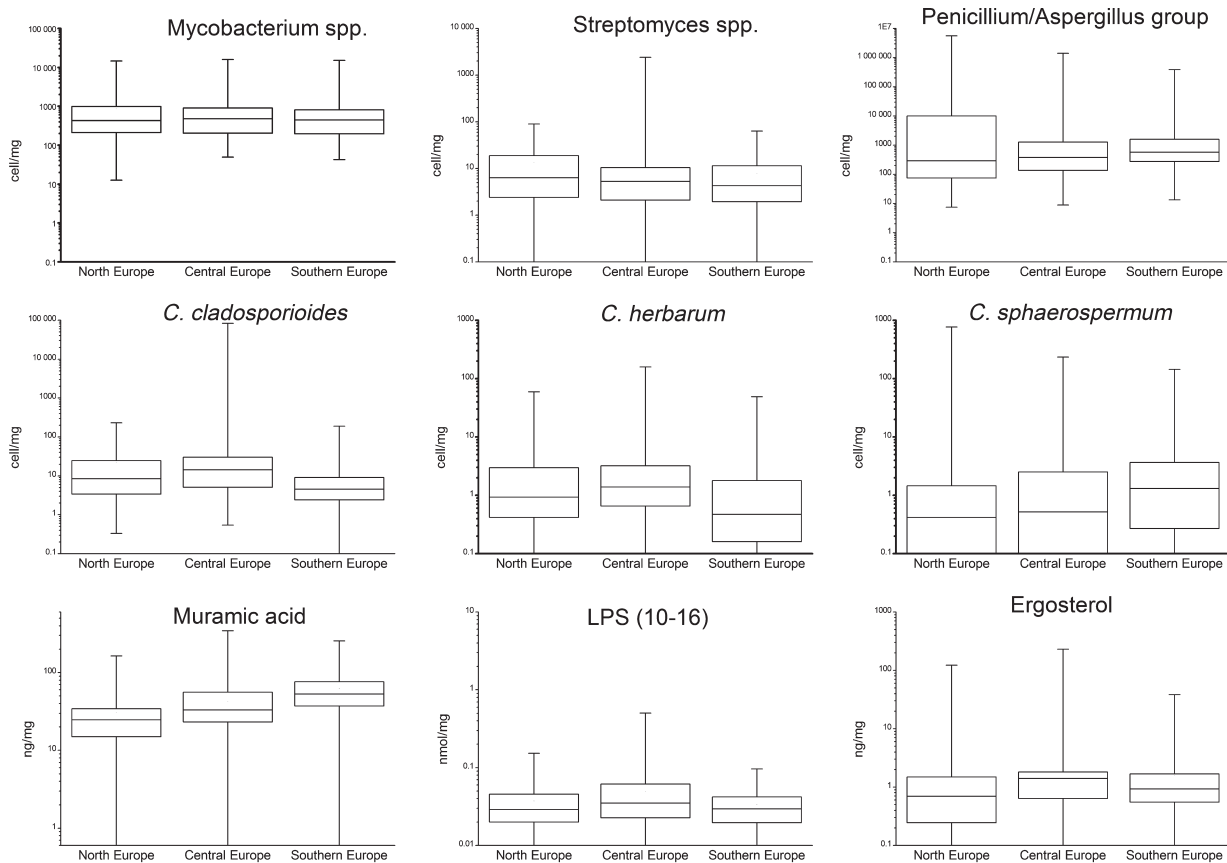 Mycobacterium spp.
100 000
10 000
1000
100
10
1
0.1
cell/mg
North Europe Central Europe Southern Europe
Streptomyces spp.
10 000
1000
100
10
1
0.1
cell/mg
North Europe Central Europe Southern Europe
Penicillium/Aspergillus group
1E7
1 000 000
10 000
1000
100
10
1
0.1
cell/mg
North Europe Central Europe Southern Europe
C. cladosporioides
100 000
10 000
1000
100
10
1
0.1
cell/mg
North Europe Central Europe Southern Europe
C. herbarum
1000
100
10
1
0.1
cell/mg
North Europe Central Europe Southern Europe
C. sphaerospermum
1000
100
10
1
0.1
cell/mg
North Europe Central Europe Southern Europe
Muramic acid
100
10
1
ng/mg
North Europe Central Europe Southern Europe
LPS (10-16)
10
1
0.1
0.01
nmol/mg
North Europe Central Europe Southern Europe
Ergosterol
1000
100
10
1
0.1
ng/mg
North Europe Central Europe Southern Europe